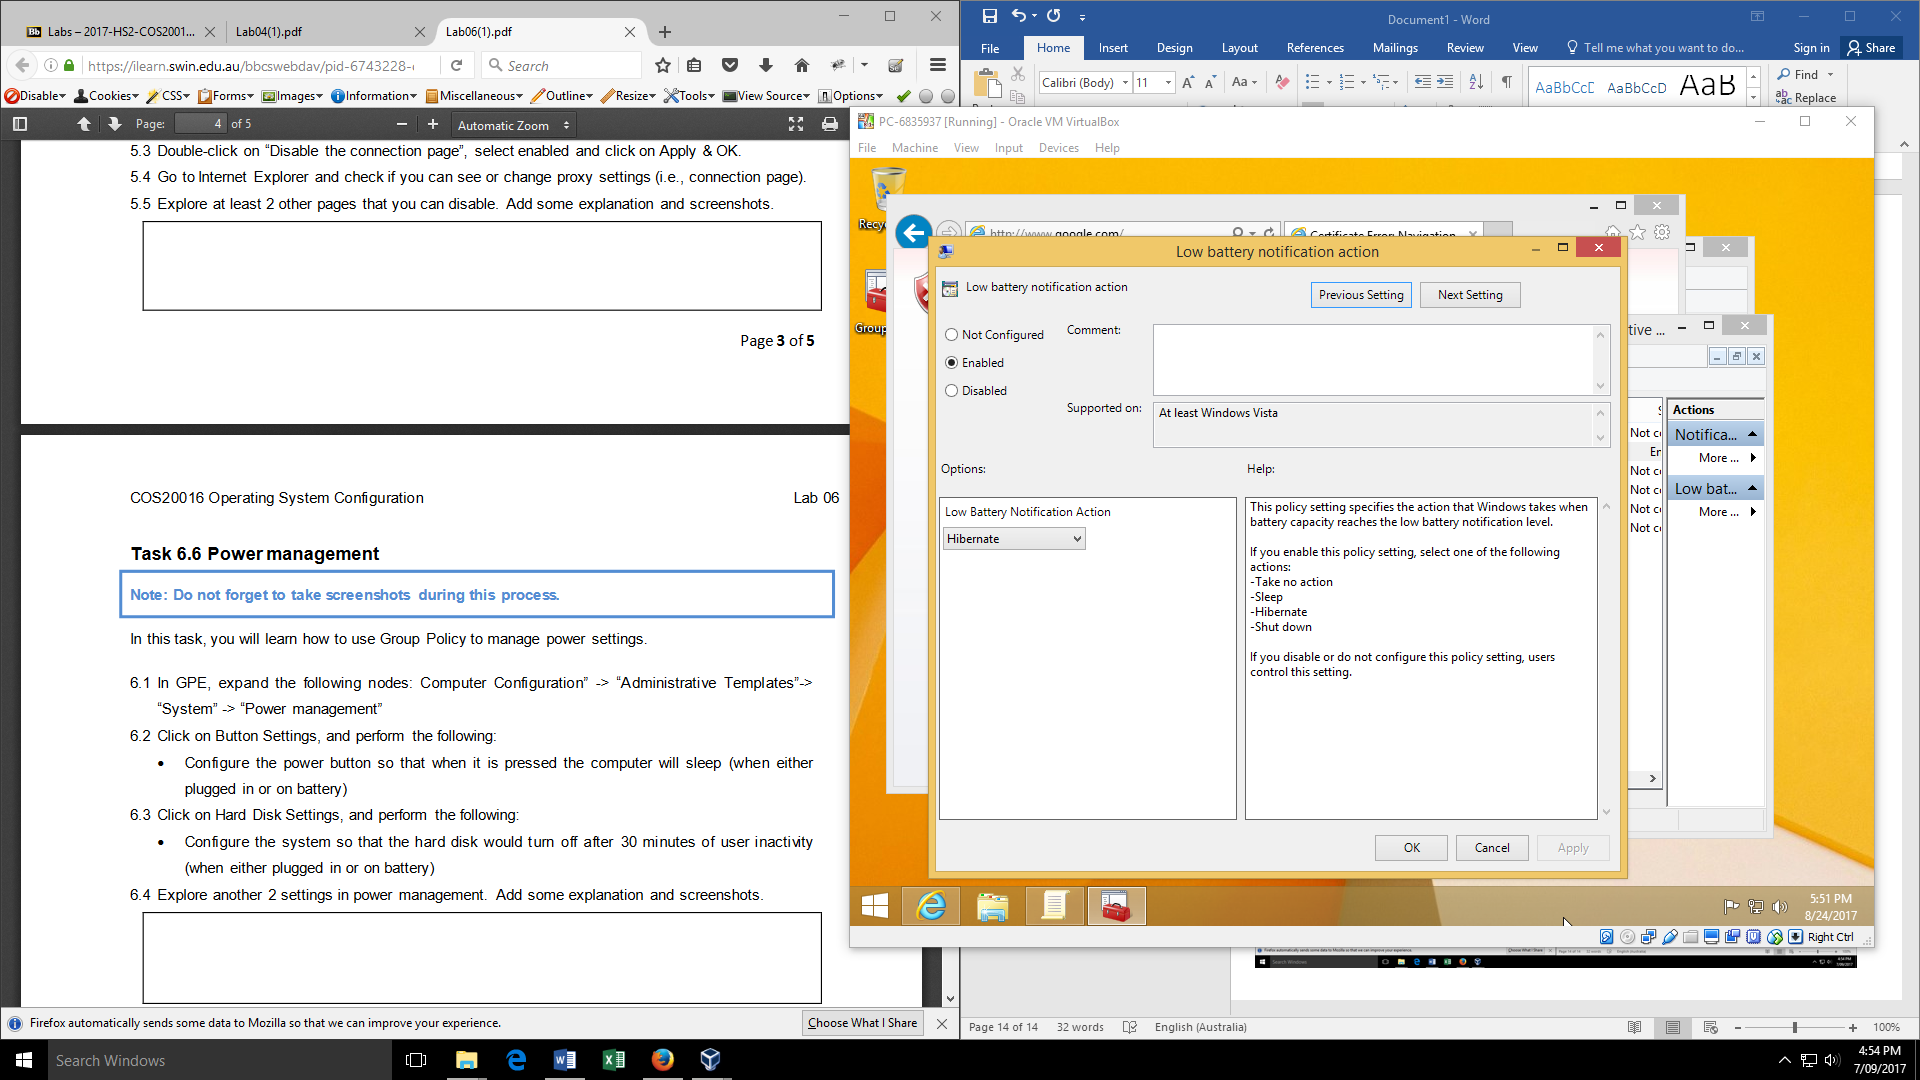 Labs – 2017-HS2-COS2001...
Lab04(1).pdf
Lab06(1).pdf
https://ilearn.swin.edu.au/bbcswebdav/pid-6743228-
Search
Disable
Cookies
CSS
Forms
Images
Information
Miscellaneous
Outline
Resize
Tools
View Source
Options
Page: 4 of 5
Automatic Zoom
5.3 Double-click on “Disable the connection page”, select enabled and click on Apply & OK.
5.4 Go to Internet Explorer and check if you can see or change proxy settings (i.e., connection page).
5.5 Explore at least 2 other pages that you can disable. Add some explanation and screenshots.
Page 3 of 5
COS20016 Operating System Configuration Lab 06
Task 6.6 Power management
Note: Do not forget to take screenshots during this process.
In this task, you will learn how to use Group Policy to manage power settings.
6.1 In GPE, expand the following nodes: Computer Configuration” -> “Administrative Templates”->
“System” -> “Power management”
6.2 Click on Button Settings, and perform the following:
• Configure the power button so that when it is pressed the computer will sleep (when either
plugged in or on battery)
6.3 Click on Hard Disk Settings, and perform the following:
• Configure the system so that the hard disk would turn off after 30 minutes of user inactivity
(when either plugged in or on battery)
6.4 Explore another 2 settings in power management. Add some explanation and screenshots.
Firefox automatically sends some data to Mozilla so that we can improve your experience.
Choose What I Share
Document1 - Word
File
Home
Insert
Design
Layout
References
Mailings
Review
View
Tell me what you want to do...
Sign in
Share
Calibri (Body)
11
Aa
AaBbCcDc
AaBbCcD
AaB
Find
Replace
PC-6835937 [Running] - Oracle VM VirtualBox
File
Machine
View
Input
Devices
Help
Recyc
Group
http://www.google.com/
Certificate Error: Navigation
Low battery notification action
Low battery notification action
Previous Setting
Next Setting
Not Configured
Enabled
Disabled
Comment:
Supported on:
At least Windows Vista
Options:
Help:
Low Battery Notification Action
Hibernate
This policy setting specifies the action that Windows takes when
battery capacity reaches the low battery notification level.
If you enable this policy setting, select one of the following
actions:
-Take no action
-Sleep
-Hibernate
-Shut down
If you disable or do not configure this policy setting, users
control this setting.
OK
Cancel
Apply
tive ...
Actions
Notifica...
More ...
Low bat...
More ...
S
Not cc
En
Not cc
Not cc
Not cc
Not cc
5:51 PM
8/24/2017
Right Ctrl
Page 14 of 14
32 words
English (Australia)
100%
Search Windows
4:54 PM
7/09/2017